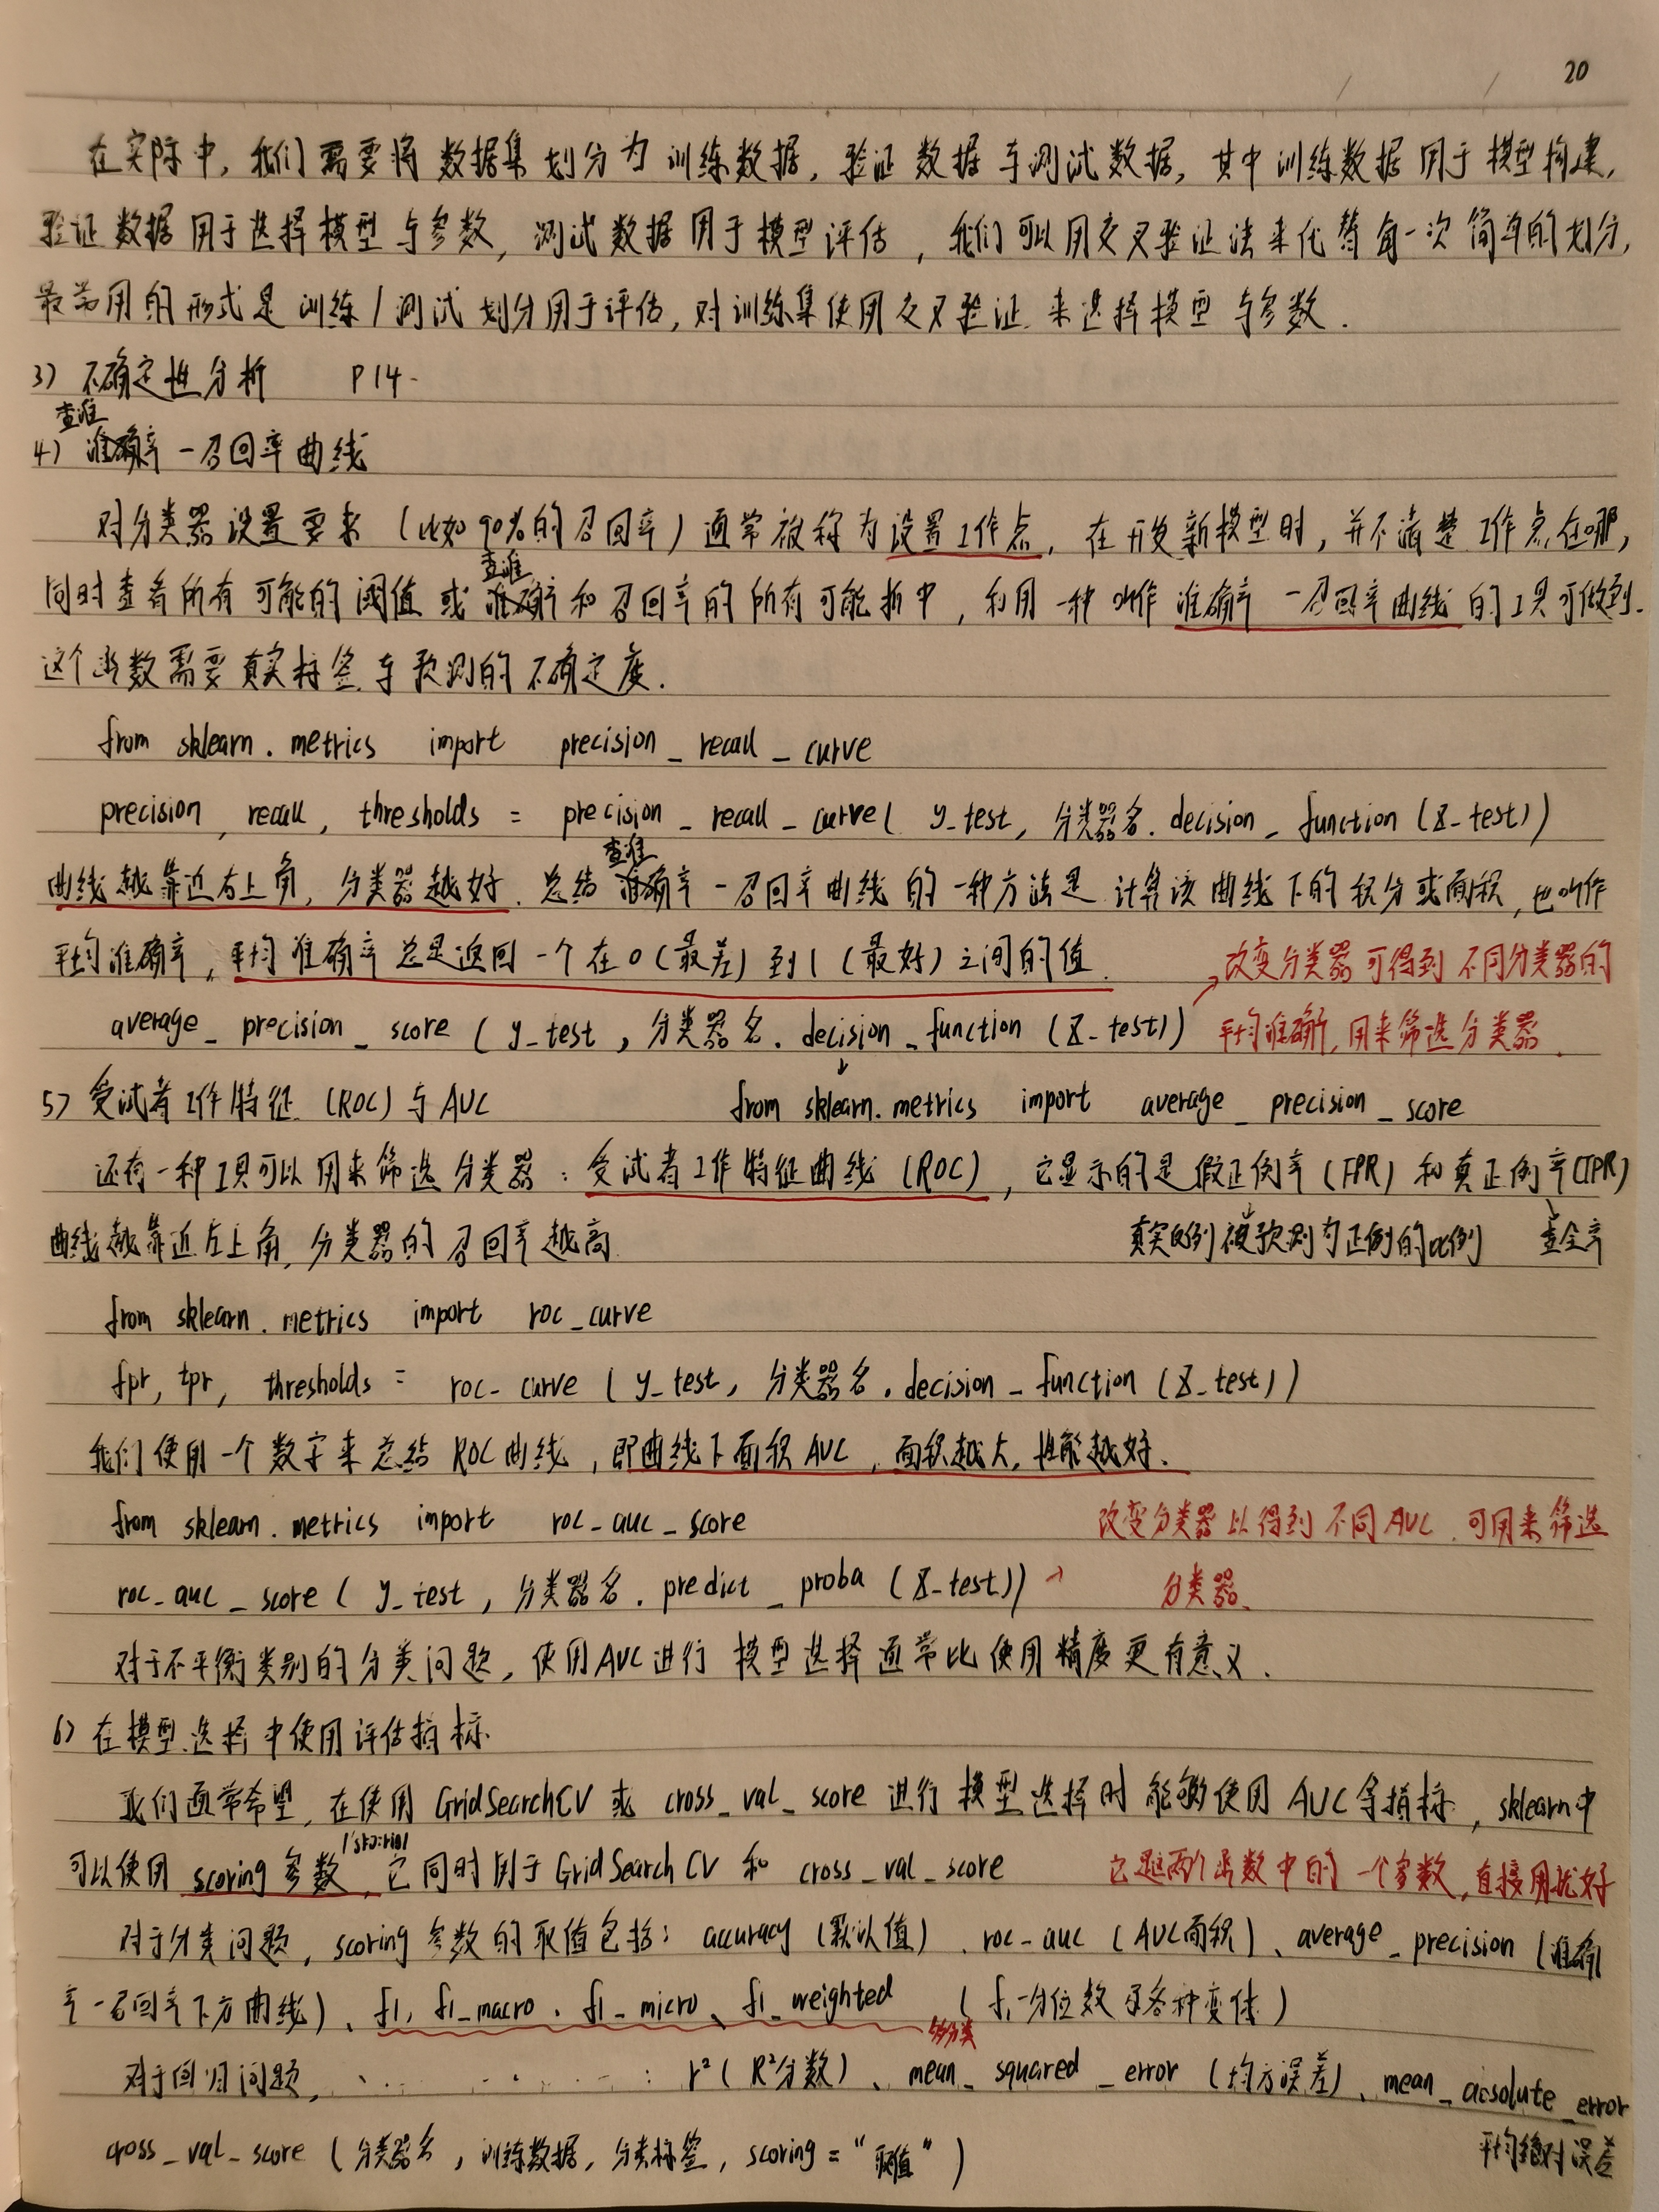 20
在实际中,我们需要将数据集划分为训练数据,验证数据与测试数据,其中训练数据用于模型构建,
验证数据用于选择模型与参数,测试数据用于模型评估,我们可以用交叉验证法来代替每一次简单的划分,
最常用的形式是训练/测试划分用于评估,对训练集使用交叉验证来选择模型与参数.
3) 不确定性分析 P14.
查准
4) 准确率-召回率曲线
对分类器设置要求(比如90%的召回率)通常被称为设置工作点,在开发新模型时,并不清楚工作点在哪,
查准
同时查看所有可能的阈值或准确率和召回率的所有可能折中,利用一种叫作准确率-召回率曲线的工具可做到.
这个函数需要真实标签与预测的不确定度.
from sklearn.metrics import precision_recall_curve
precision, recall, thresholds = precision_recall_curve( y_test, 分类器名.decision_function(X_test))
查准
曲线越靠近右上角,分类器越好.总结准确率-召回率曲线的一种方法是计算该曲线下的积分或面积,也叫作
平均准确率,平均准确率总是返回一个在0(最差)到1(最好)之间的值. 改变分类器可得到不同分类器的
average_precision_score ( y_test, 分类器名.decision_function (X_test)) 平均准确率,用来筛选分类器.
5) 受试者工作特征(ROC)与AUC from sklearn.metrics import average_precision_score
还有一种工具可以用来筛选分类器:受试者工作特征曲线(ROC),它显示的是假正例率(FPR)和真正例率(TPR)
曲线越靠近左上角,分类器的召回率越高. 真实的例被预测为正例的比例 查全率
from sklearn.metrics import roc_curve
fpr, tpr, thresholds = roc_curve ( y_test, 分类器名.decision_function (X_test))
我们使用一个数字来总结ROC曲线,即曲线下面积AUC,面积越大,性能越好.
from sklearn.metrics import roc_auc_score 改变分类器以得到不同AUC,可用来筛选
roc_auc_score ( y_test, 分类器名.predict_proba (X_test)) 分类器.
对于不平衡类别的分类问题,使用AUC进行模型选择通常比使用精度更有意义.
6) 在模型选择中使用评估指标
我们通常希望,在使用GridSearchCV或cross_val_score进行模型选择时能够使用AUC等指标,sklearn中
可以使用scoring参数,它同时用于GridSearchCV和cross_val_score 它是这两个函数中的一个参数,直接用就好
对于分类问题,scoring参数的取值包括:accuracy(默认值)、roc_auc(AUC面积)、average_precision(准确
率-召回率下方曲线)、f1, f1_macro、f1_micro、f1_weighted (f1-分位数及各种变体)
多分类
对于回归问题, ……: r²(R²分数)、mean_squared_error(均方误差)、mean_absolute_error
cross_val_score (分类器名, 训练数据, 分类标签, scoring="取值") 平均绝对误差